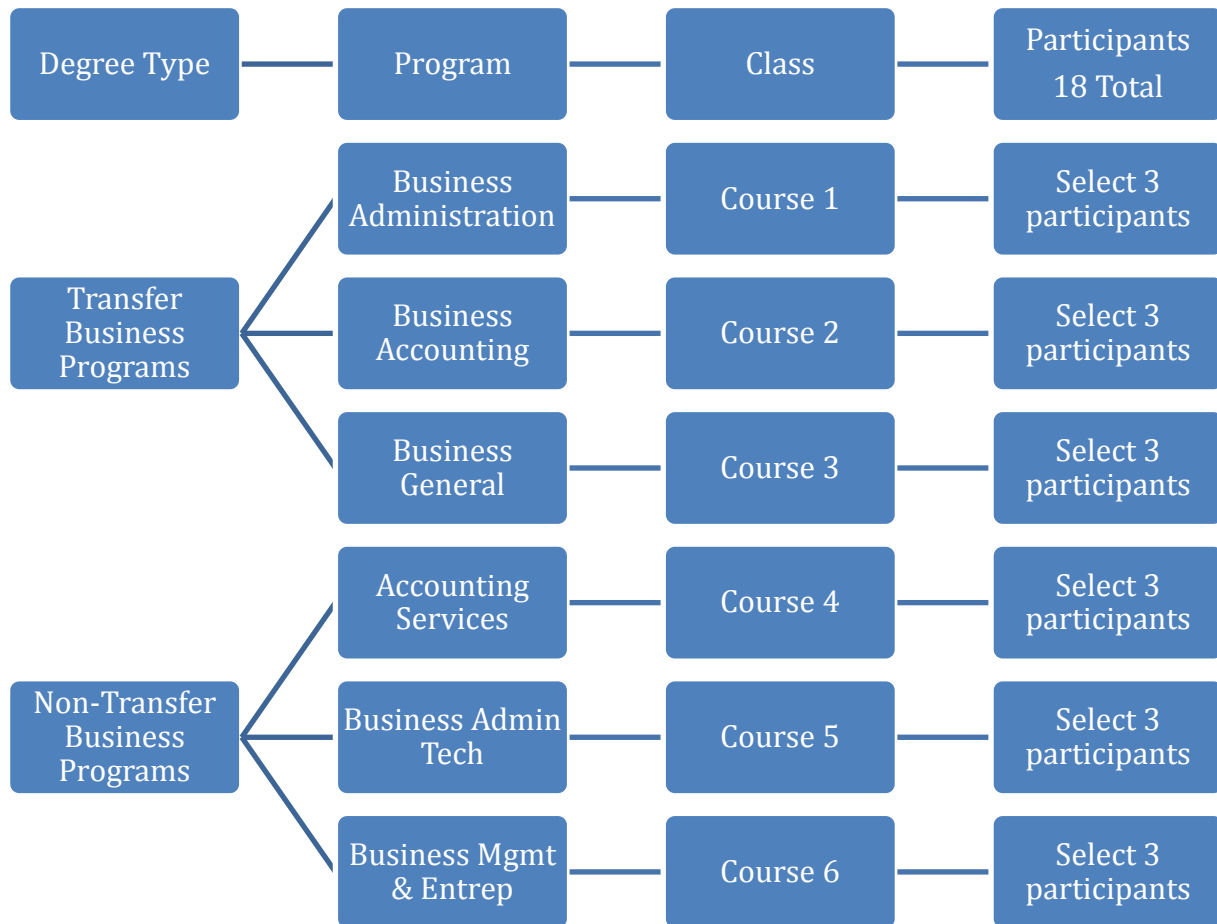 Degree Type
Program
Class
Participants
18 Total
Business
Administration
Course 1
Select 3
participants
Transfer
Business
Programs
Business
Accounting
Course 2
Select 3
participants
Business
General
Course 3
Select 3
participants
Accounting
Services
Course 4
Select 3
participants
Non-Transfer
Business
Programs
Business Admin
Tech
Course 5
Select 3
participants
Business Mgmt
& Entrep
Course 6
Select 3
participants